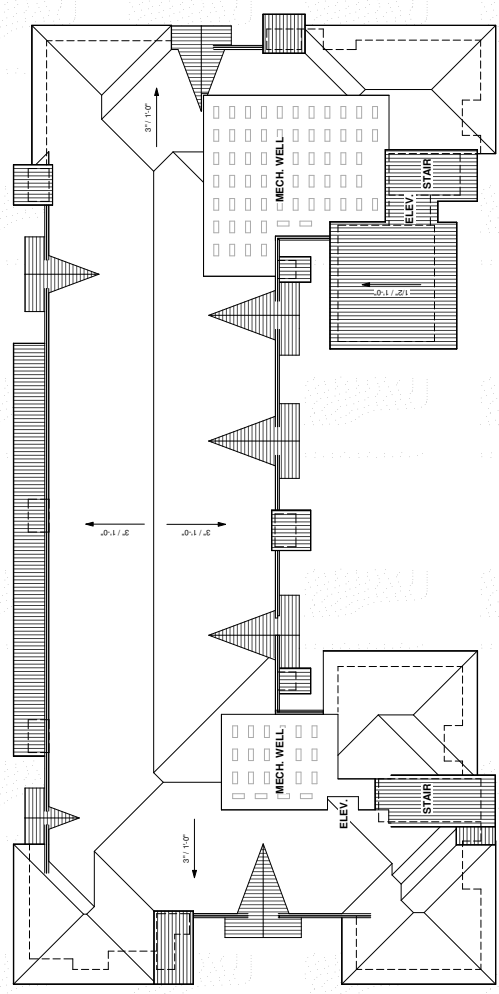 3" / 1'-0"
MECH. WELL
STAIR
ELEV.
1/2" / 1'-0"
3" / 1'-0"
3" / 1'-0"
MECH. WELL
STAIR
ELEV.
3" / 1'-0"